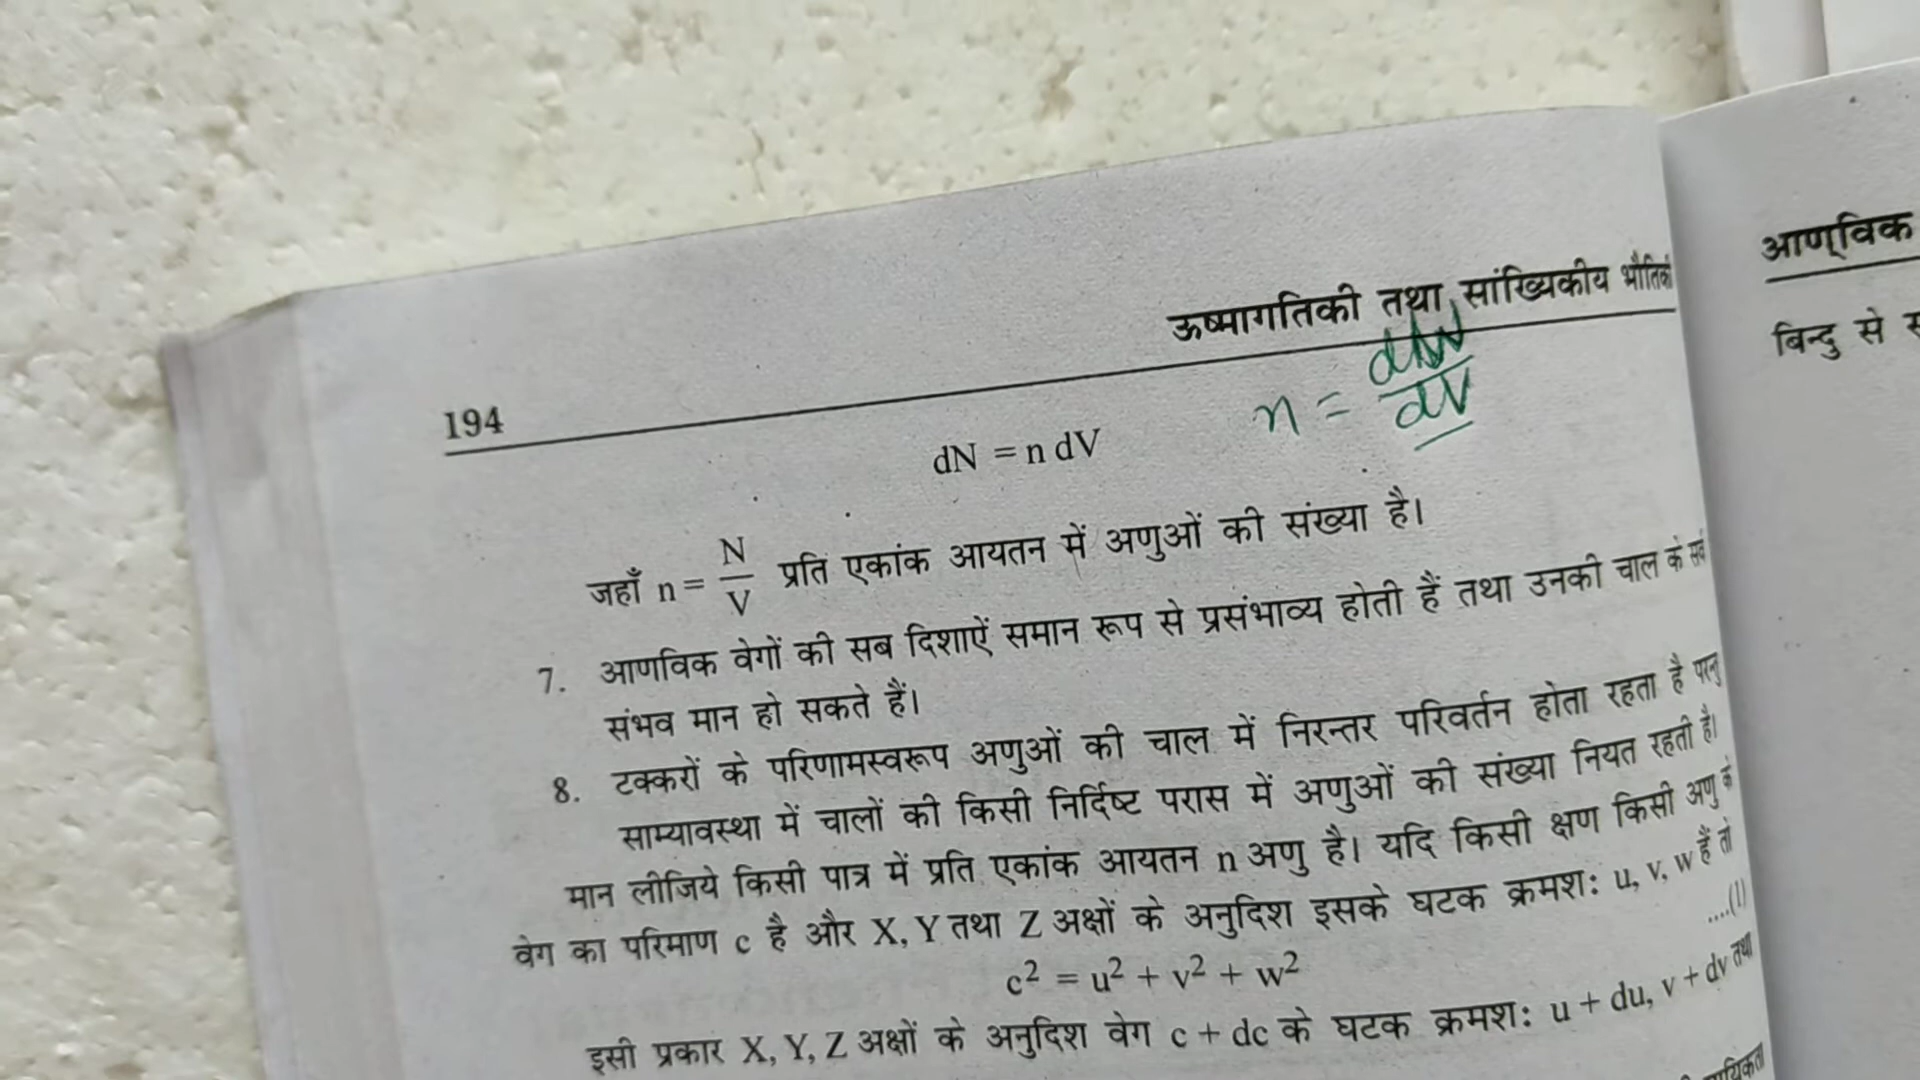 ऊष्मागतिकी तथा सांख्यिकीय भौतिकी
194
n = dN/dV
dN = n dV
जहाँ n = N/V प्रति एकांक आयतन में अणुओं की संख्या है।
7. आणविक वेगों की सब दिशाऐं समान रूप से प्रसंभाव्य होती हैं तथा उनकी चाल के
संभव मान हो सकते हैं।
8. टक्करों के परिणामस्वरूप अणुओं की चाल में निरन्तर परिवर्तन होता रहता है परन्तु
साम्यावस्था में चालों की किसी निर्दिष्ट परास में अणुओं की संख्या नियत रहती है।
मान लीजिये किसी पात्र में प्रति एकांक आयतन n अणु है। यदि किसी क्षण किसी अणु के
वेग का परिमाण c है और X, Y तथा Z अक्षों के अनुदिश इसके घटक क्रमश: u, v, w हैं तो
c² = u² + v² + w² ....(1)
इसी प्रकार X, Y, Z अक्षों के अनुदिश वेग c + dc के घटक क्रमश: u + du, v + dv तथा
आण्विक
बिन्दु से